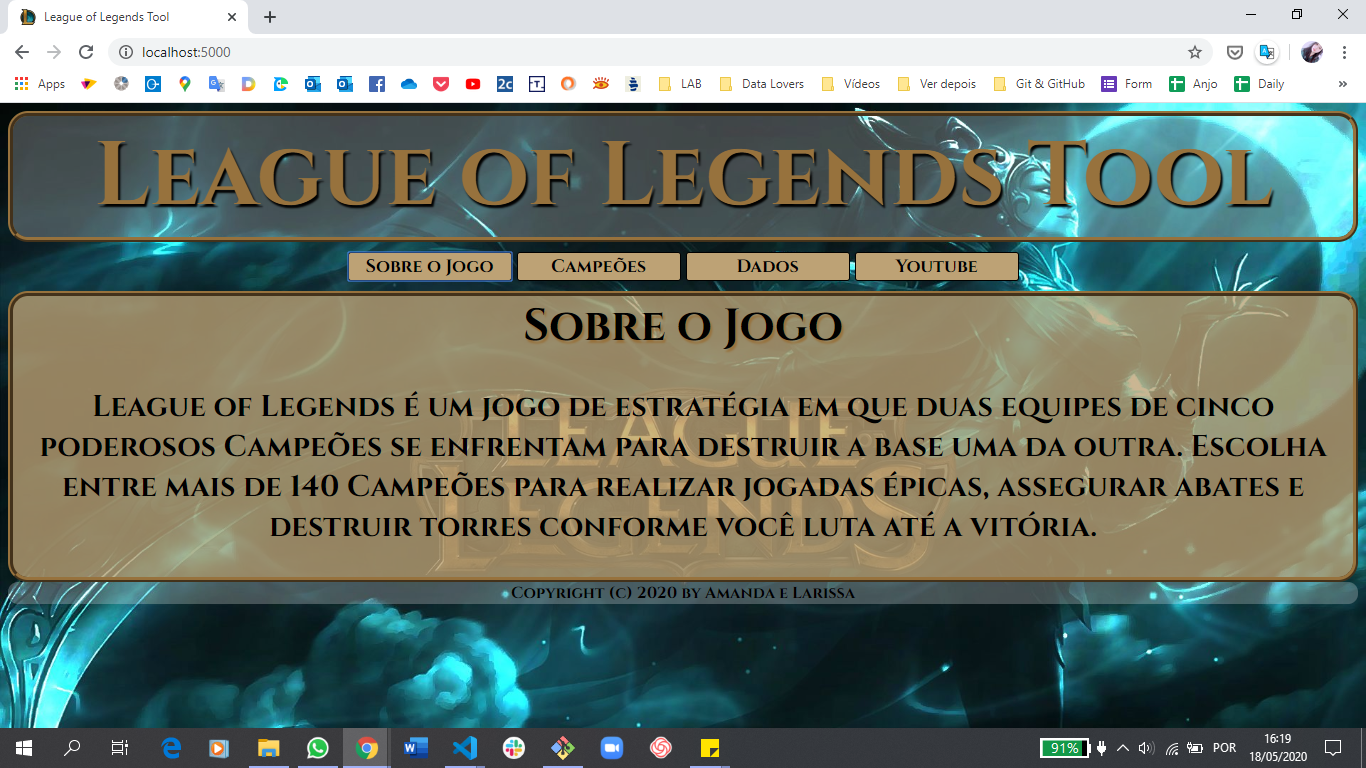 League of Legends Tool
localhost:5000
Apps
LAB
Data Lovers
Vídeos
Ver depois
Git & GitHub
Form
Anjo
Daily
League of Legends Tool
Sobre o Jogo
Campeões
Dados
Youtube
Sobre o Jogo
League of Legends é um jogo de estratégia em que duas equipes de cinco
poderosos Campeões se enfrentam para destruir a base uma da outra. Escolha
entre mais de 140 Campeões para realizar jogadas épicas, assegurar abates e
destruir torres conforme você luta até a vitória.
League
Legends
Copyright (c) 2020 by Amanda e Larissa
91%
POR
16:19
18/05/2020